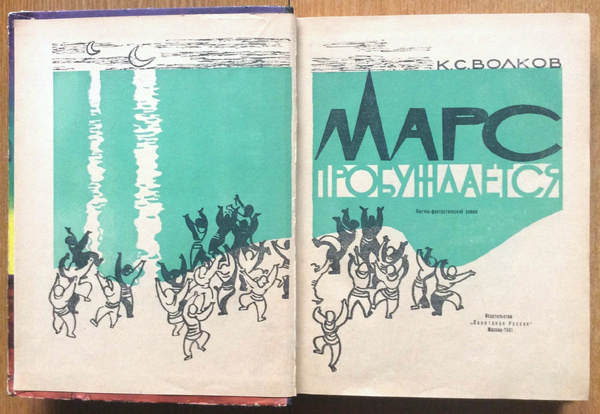 К.С.ВОЛКОВ
МАРС
ПРОБУЖДАЕТСЯ
Научно-фантастический роман
Издательство
„Советская Россия"
Москва—1961